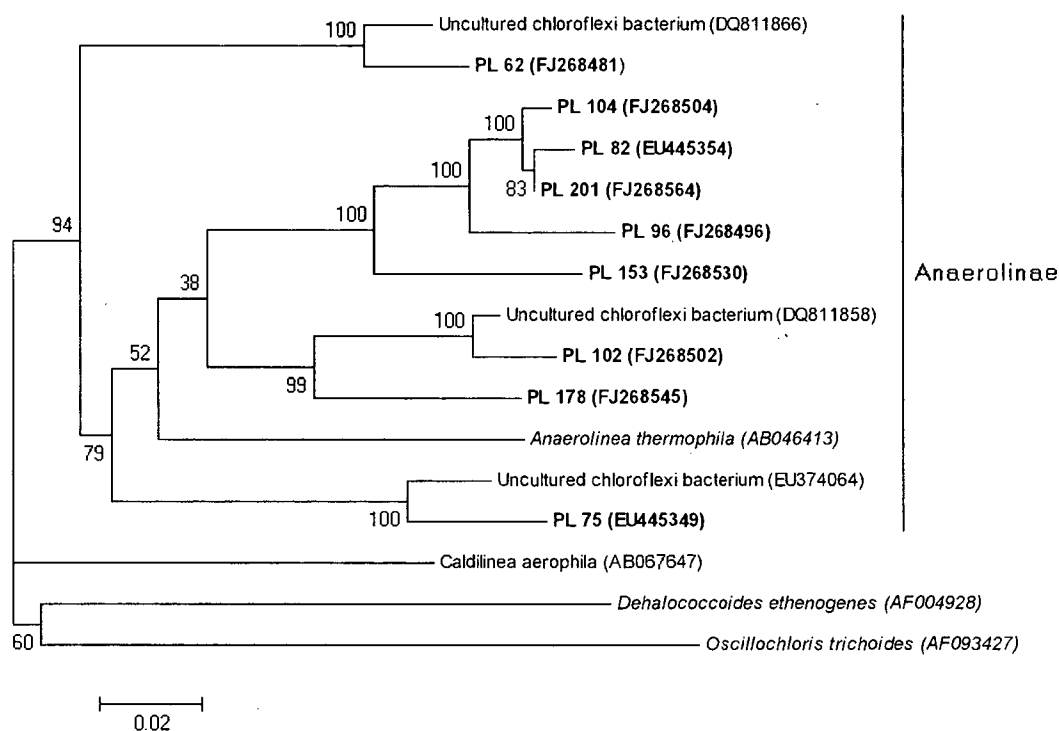 100
Uncultured chloroflexi bacterium (DQ811866)
PL 62 (FJ268481)
PL 104 (FJ268504)
100
PL 82 (EU445354)
100
83
PL 201 (FJ268564)
94
100
PL 96 (FJ268496)
PL 153 (FJ268530)
Anaerolinae
38
Uncultured chloroflexi bacterium (DQ811858)
100
52
PL 102 (FJ268502)
99
PL 178 (FJ268545)
Anaerolinea thermophila (AB046413)
79
Uncultured chloroflexi bacterium (EU374064)
100
PL 75 (EU445349)
Caldilinea aerophila (AB067647)
Dehalococcoides ethenogenes (AF004928)
60
Oscillochloris trichoides (AF093427)
0.02